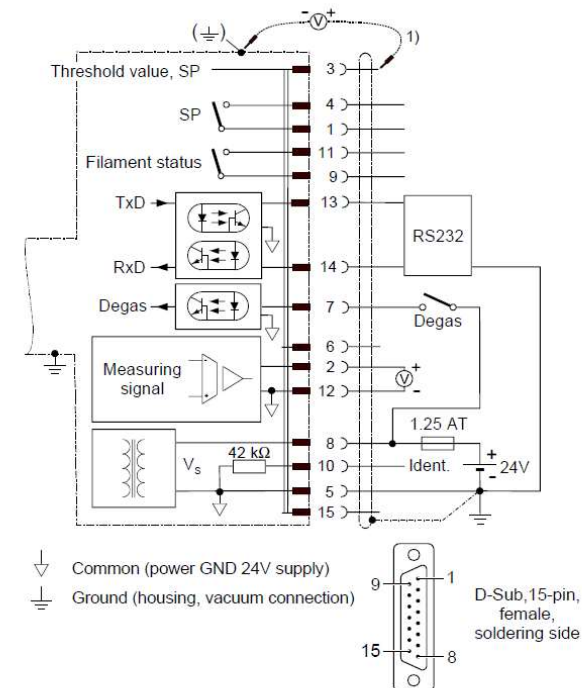 - V +
(⏚) 1)
Threshold value, SP 3
4
SP
1
11
Filament status
9
TxD 13
RS232
RxD 14
Degas 7
Degas
6
Measuring 2 +
signal V
12 -
1.25 AT
8
42 kΩ +
Vs 10 Ident. 24V
-
5
15
Common (power GND 24V supply)
Ground (housing, vacuum connection)
9 1
D-Sub,15-pin,
female,
soldering side
15 8